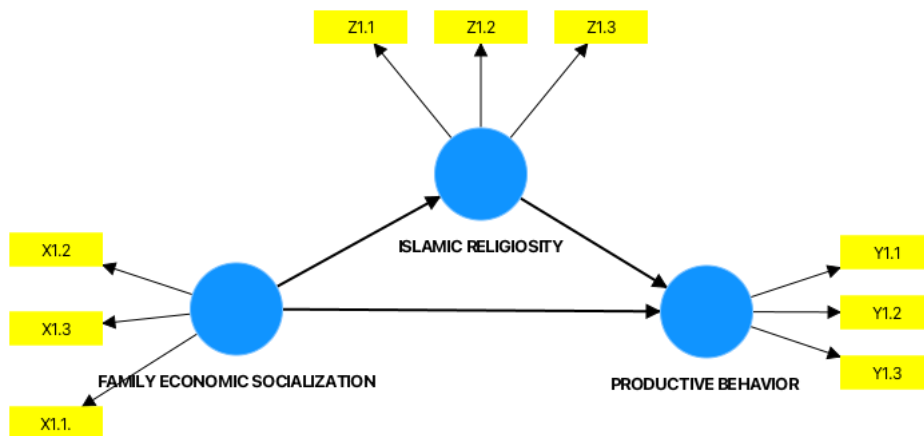 Z1.1
Z1.2
Z1.3
ISLAMIC RELIGIOSITY
X1.2
X1.3
X1.1.
FAMILY ECONOMIC SOCIALIZATION
Y1.1
Y1.2
Y1.3
PRODUCTIVE BEHAVIOR